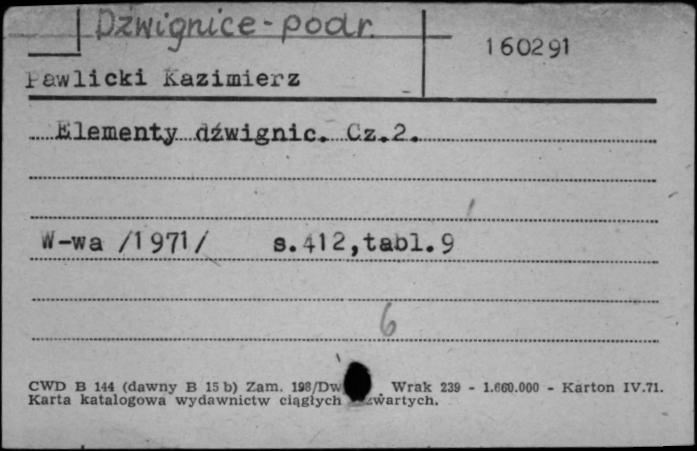 Dźwignice - podr.
160291
Pawlicki Kazimierz
Elementy dźwignic. Cz.2.
W-wa /1971/ s.412,tabl.9
6
CWD B 144 (dawny B 15 b) Zam. 198/Dw Wrak 239 - 1.660.000 - Karton IV.71.
Karta katalogowa wydawnictw ciągłych zwartych.